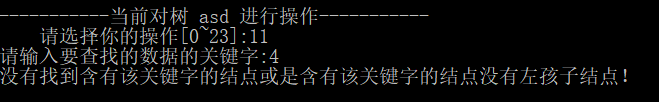 -----------当前对树 asd 进行操作-----------
请选择你的操作[0~23]:11
请输入要查找的数据的关键字:4
没有找到含有该关键字的结点或是含有该关键字的结点没有左孩子结点!